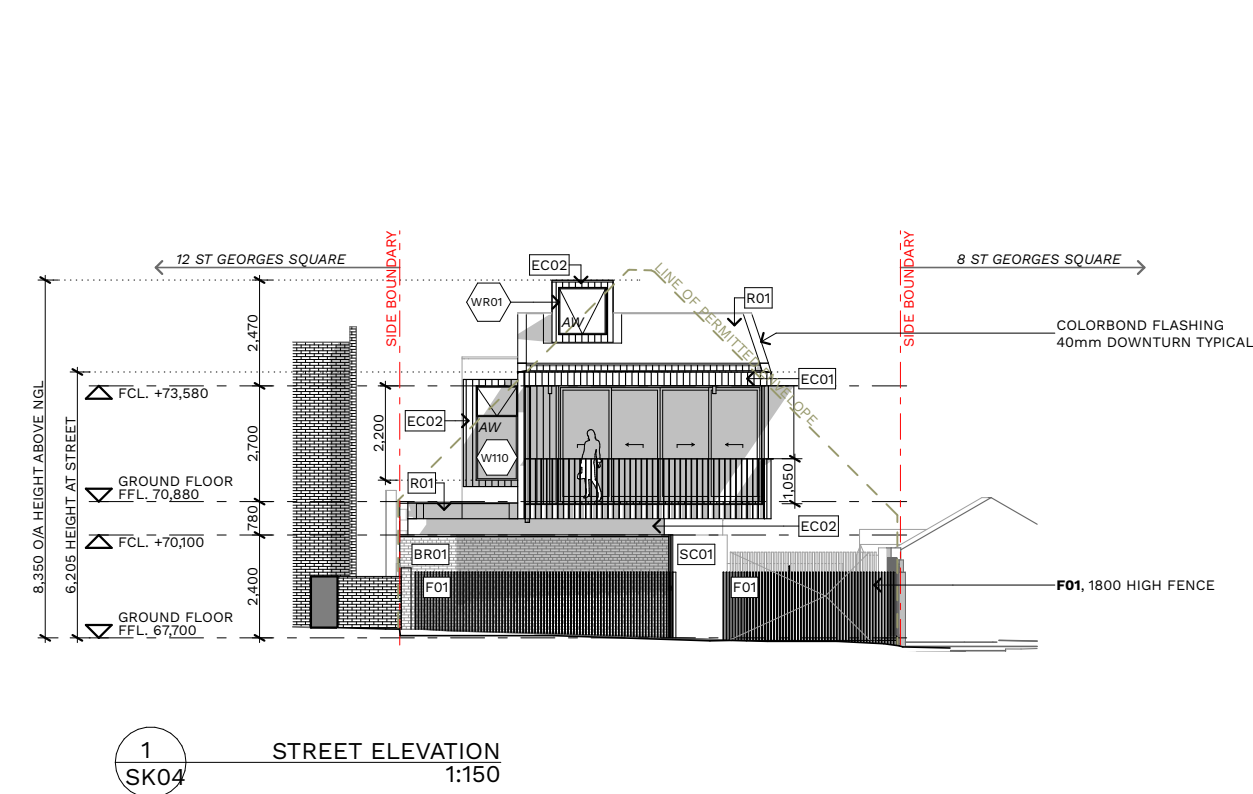 12 ST GEORGES SQUARE
SIDE BOUNDARY
EC02
LINE OF PERMITTED ENVELOPE
SIDE BOUNDARY
8 ST GEORGES SQUARE
WR01
AW
R01
COLORBOND FLASHING
40mm DOWNTURN TYPICAL
2,470
EC01
FCL. +73,580
8,350 O/A HEIGHT ABOVE NGL
6,205 HEIGHT AT STREET
2,700
2,200
EC02
AW
W110
R01
1,050
GROUND FLOOR
FFL. 70,880
780
EC02
FCL. +70,100
BR01
SC01
2,400
F01
F01
F01, 1800 HIGH FENCE
GROUND FLOOR
FFL. 67,700
1
SK04
STREET ELEVATION
1:150